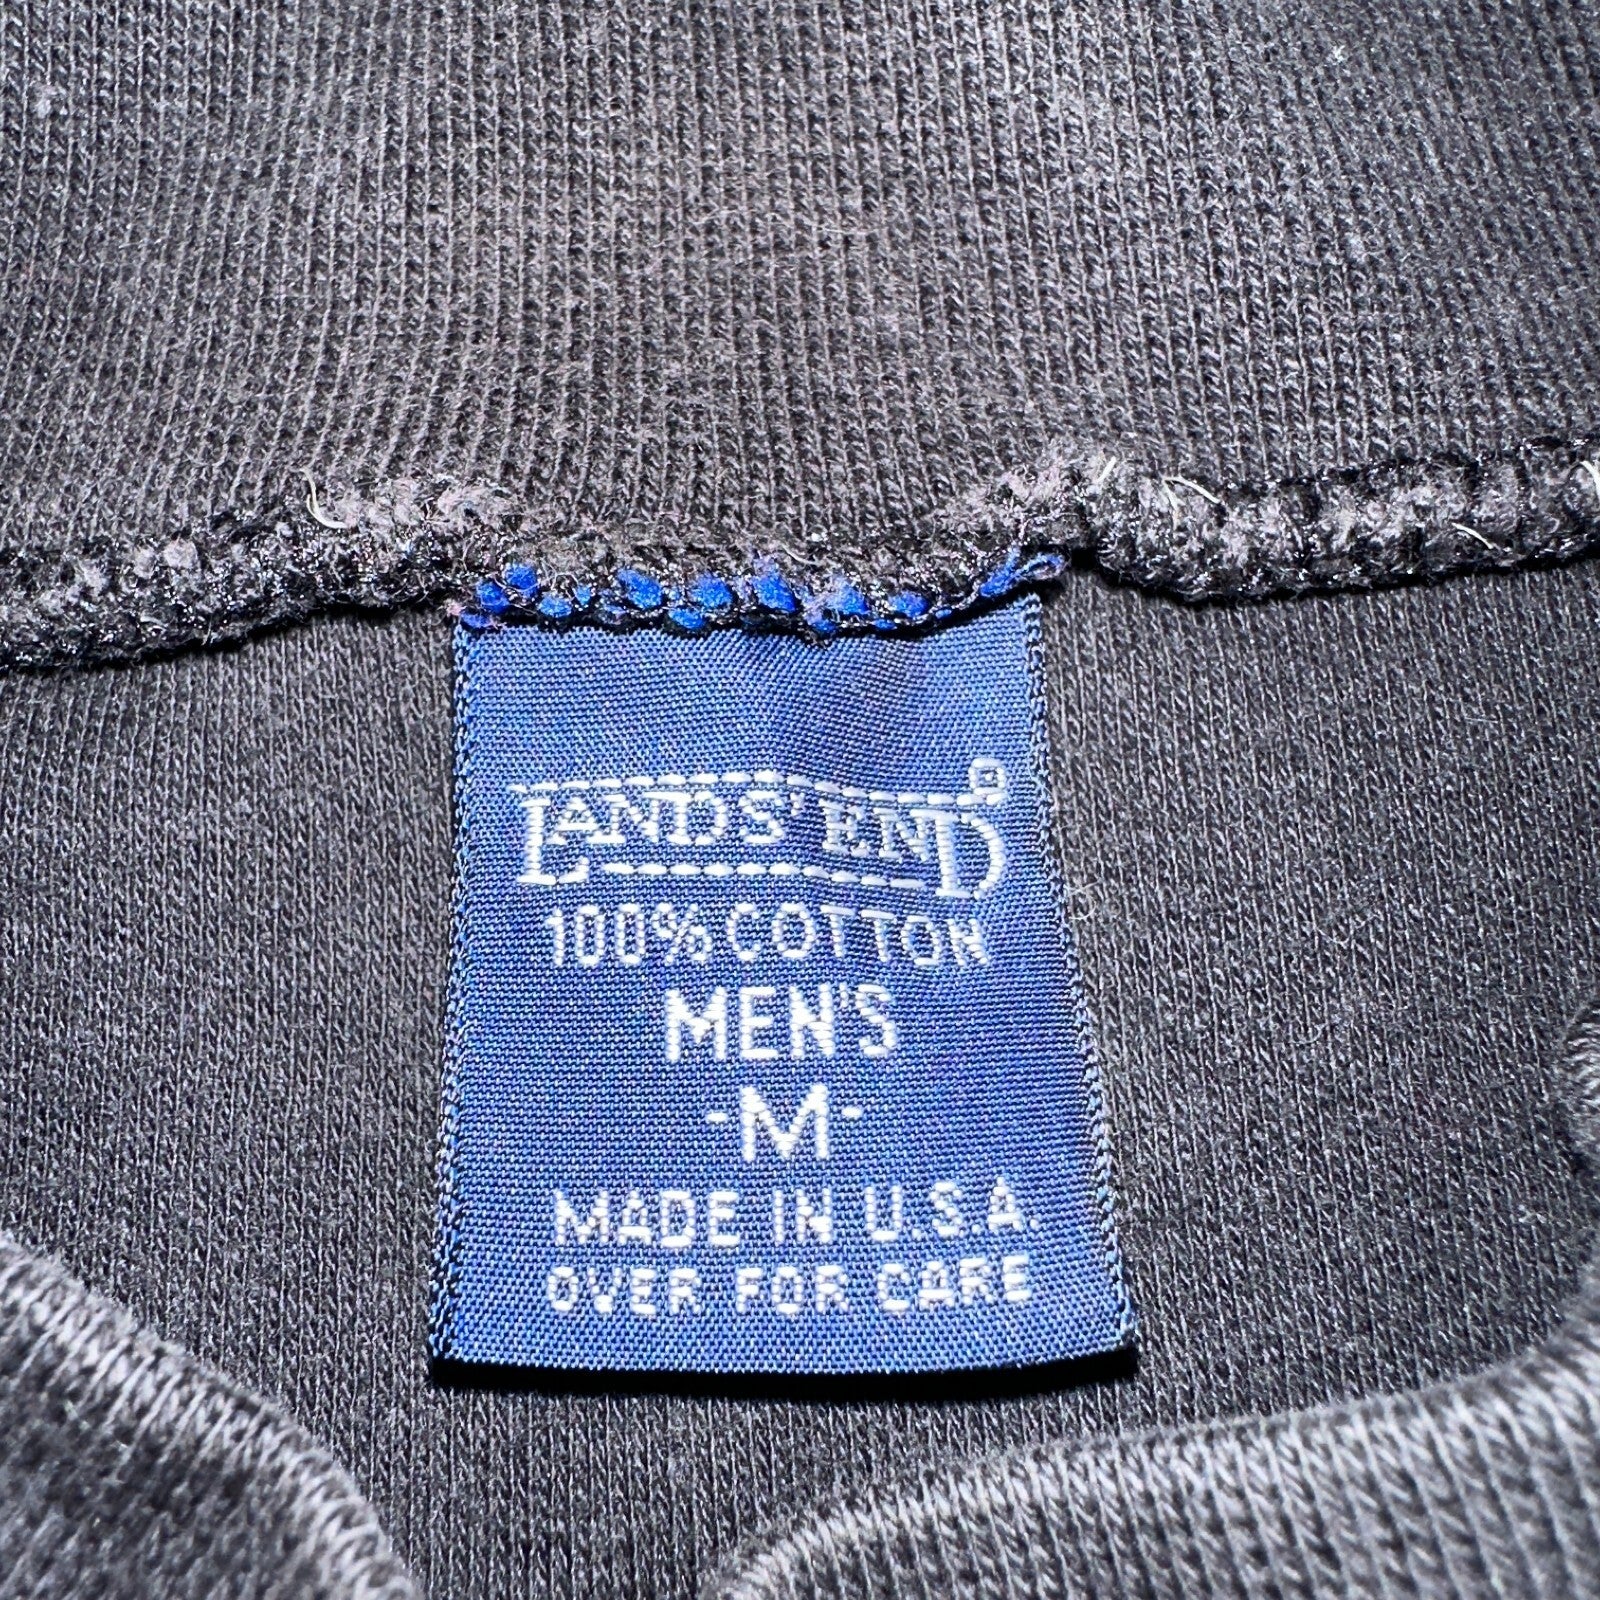 LANDS' END®
100% COTTON
MEN'S
-M-
MADE IN U.S.A.
OVER FOR CARE